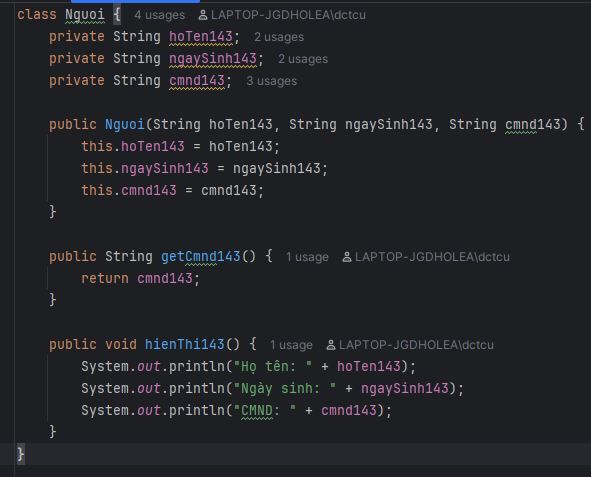 class Nguoi {  4 usages  LAPTOP-JGDHOLEA\dctcu
    private String hoTen143;  2 usages
    private String ngaySinh143;  2 usages
    private String cmnd143;  3 usages
    public Nguoi(String hoTen143, String ngaySinh143, String cmnd143) {
        this.hoTen143 = hoTen143;
        this.ngaySinh143 = ngaySinh143;
        this.cmnd143 = cmnd143;
    }
    public String getCmnd143() {  1 usage  LAPTOP-JGDHOLEA\dctcu
        return cmnd143;
    }
    public void hienThi143() {  1 usage  LAPTOP-JGDHOLEA\dctcu
        System.out.println("Họ tên: " + hoTen143);
        System.out.println("Ngày sinh: " + ngaySinh143);
        System.out.println("CMND: " + cmnd143);
    }
}